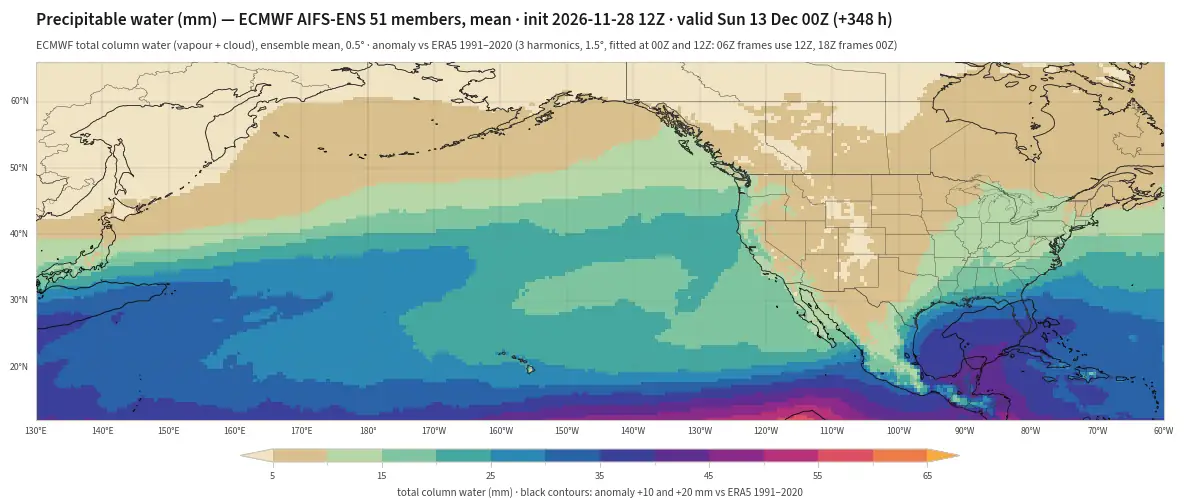 Precipitable water (mm) — ECMWF AIFS-ENS 51 members, mean · init 2026-11-28 12Z · valid Sun 13 Dec 00Z (+348 h)
ECMWF total column water (vapour + cloud), ensemble mean, 0.5° · anomaly vs ERA5 1991–2020 (3 harmonics, 1.5°, fitted at 00Z and 12Z: 06Z frames use 12Z, 18Z frames 00Z)
60°N
50°N
40°N
30°N
20°N
130°E 140°E 150°E 160°E 170°E 180° 170°W 160°W 150°W 140°W 130°W 120°W 110°W 100°W 90°W 80°W 70°W 60°W
5 15 25 35 45 55 65
total column water (mm) · black contours: anomaly +10 and +20 mm vs ERA5 1991–2020